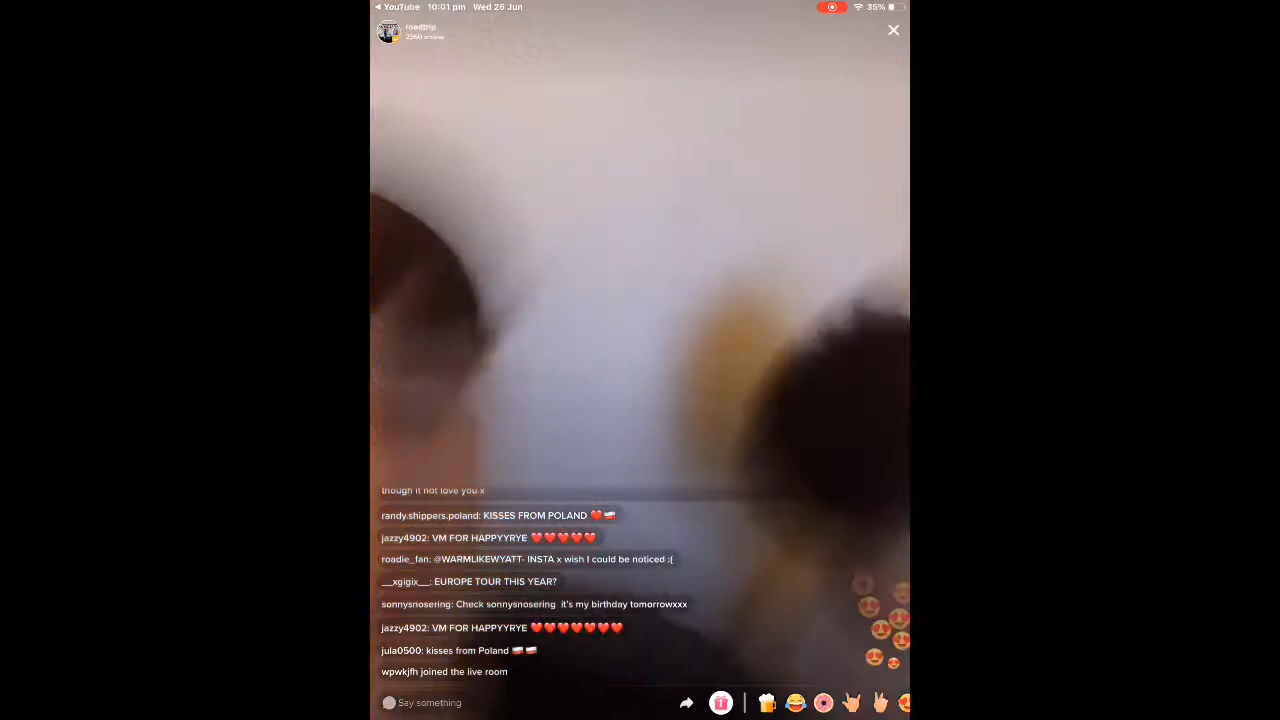 YouTube 10:01 pm Wed 26 Jun 35%
roadtrip
though it not love you x
randy.shippers.poland: KISSES FROM POLAND ❤️🇵🇱
jazzy4902: VM FOR HAPPYYRYE ❤️❤️❤️❤️❤️
roadie_fan: @WARMLIKEWYATT- INSTA x wish I could be noticed :(
__xgigix__: EUROPE TOUR THIS YEAR?
sonnysnosering: Check sonnysnosering it's my birthday tomorrowxxx
jazzy4902: VM FOR HAPPYYRYE ❤️❤️❤️❤️❤️❤️❤️
jula0500: kisses from Poland 🇵🇱🇵🇱
wpwkjfh joined the live room
Say something